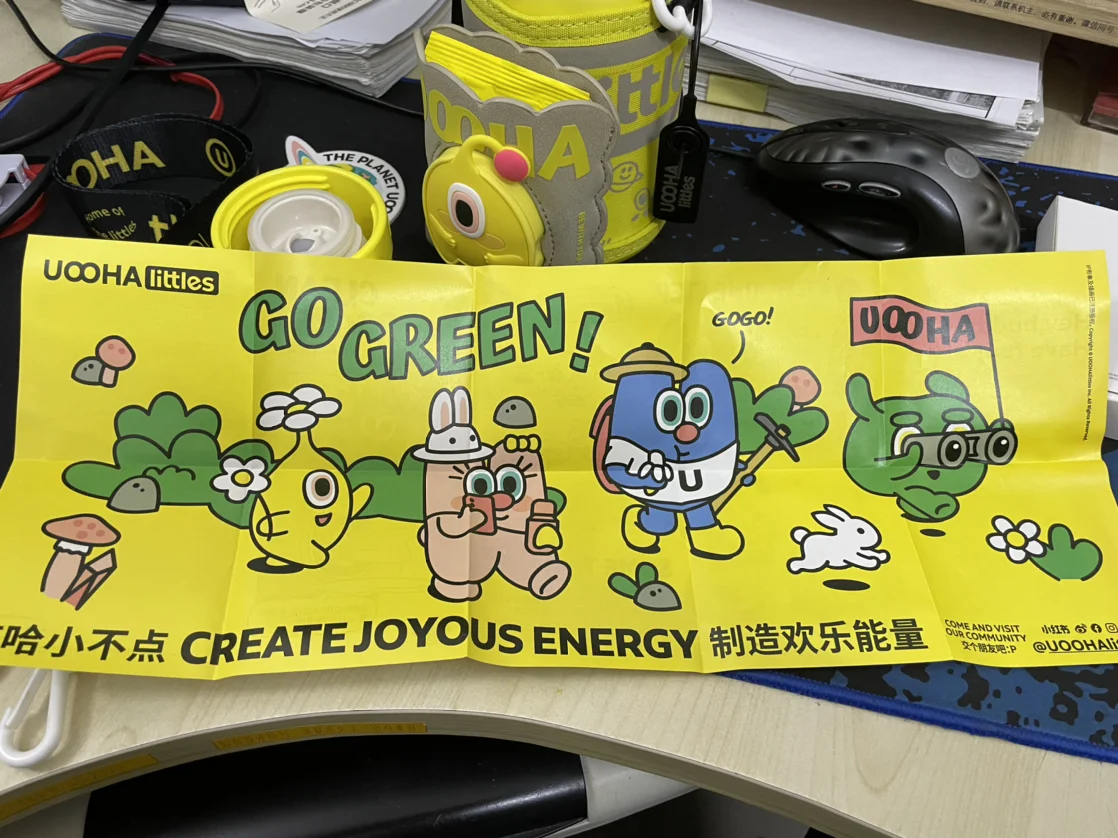 UOOHA
THE PLANET
UOOHA
UOOHA
littles
UOOHA littles
GO
GREEN!
GOGO!
UOOHA
U
哈小不点 CREATE JOYOUS ENERGY 制造欢乐能量
COME AND VISIT
OUR COMMUNITY
交个朋友吧:P
小红书
@UOOHAli